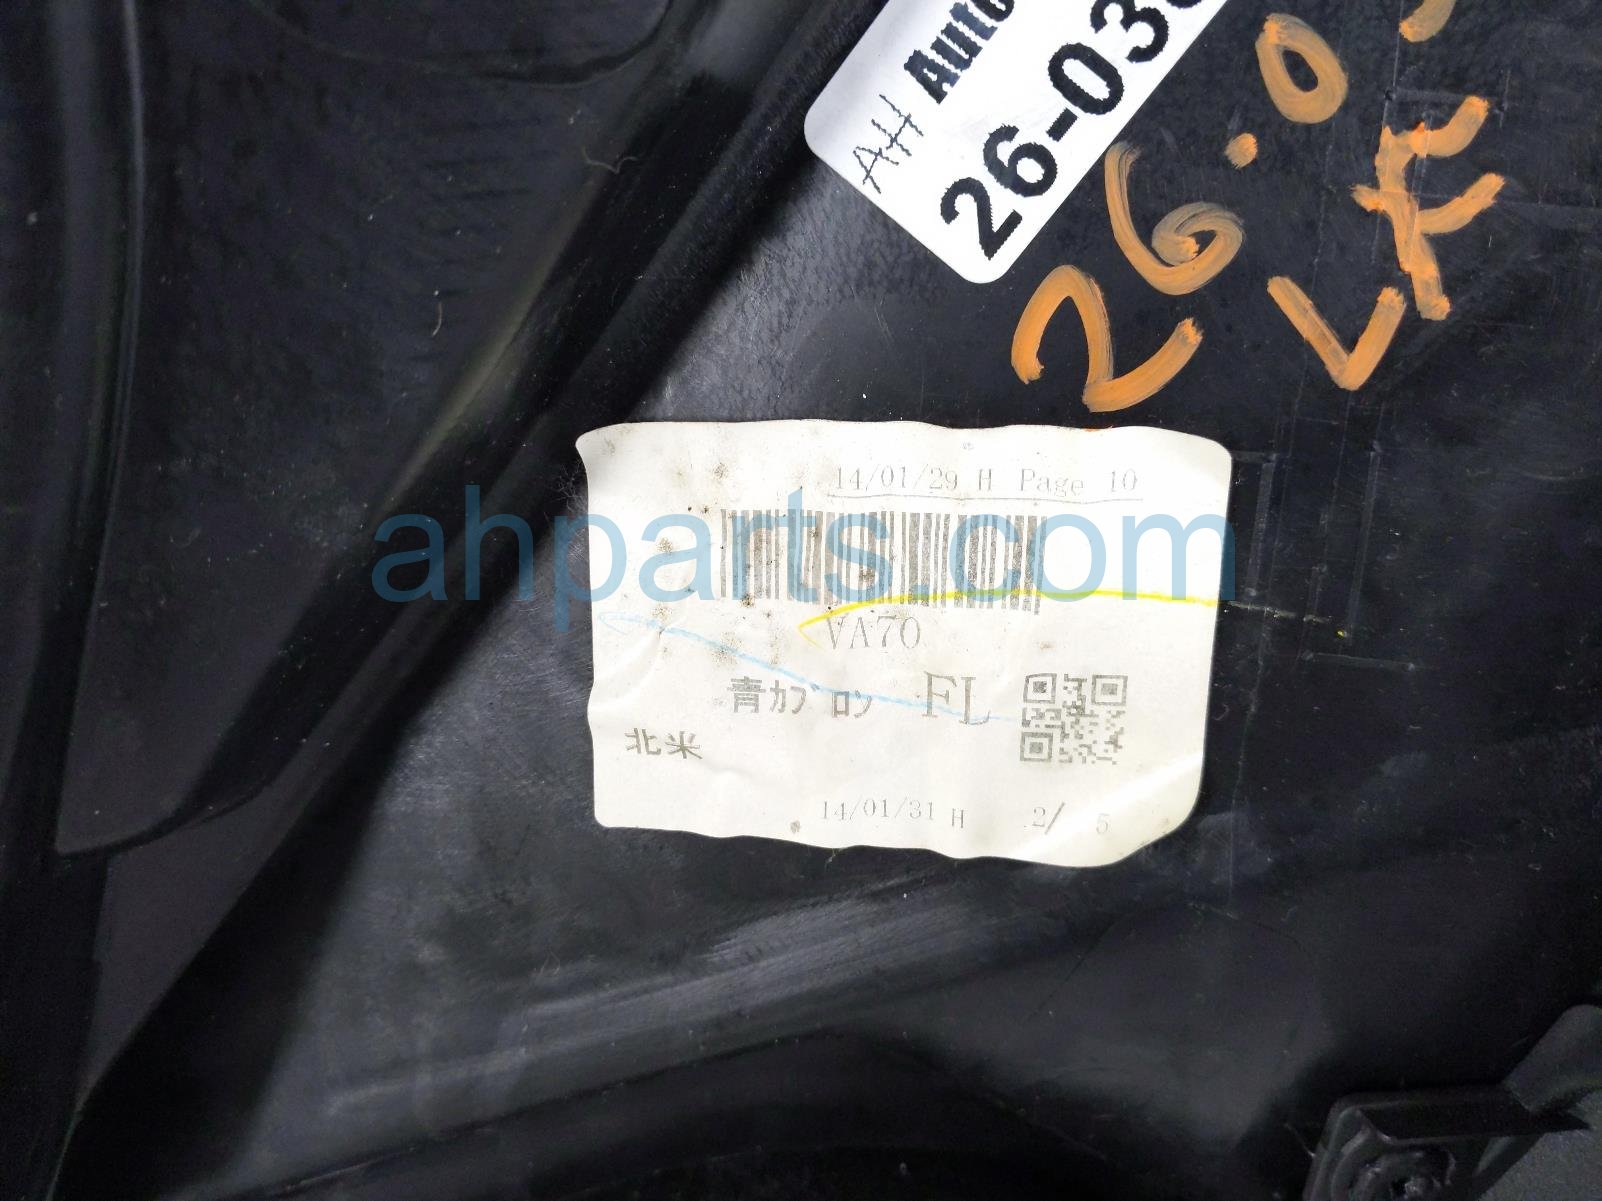 AH Auto
26-03
26.0
LF
14/01/29 H Page 10
VA70
青ｶﾌﾞﾛﾝ FL
北米
14/01/31 H 2/ 5
ahparts.com